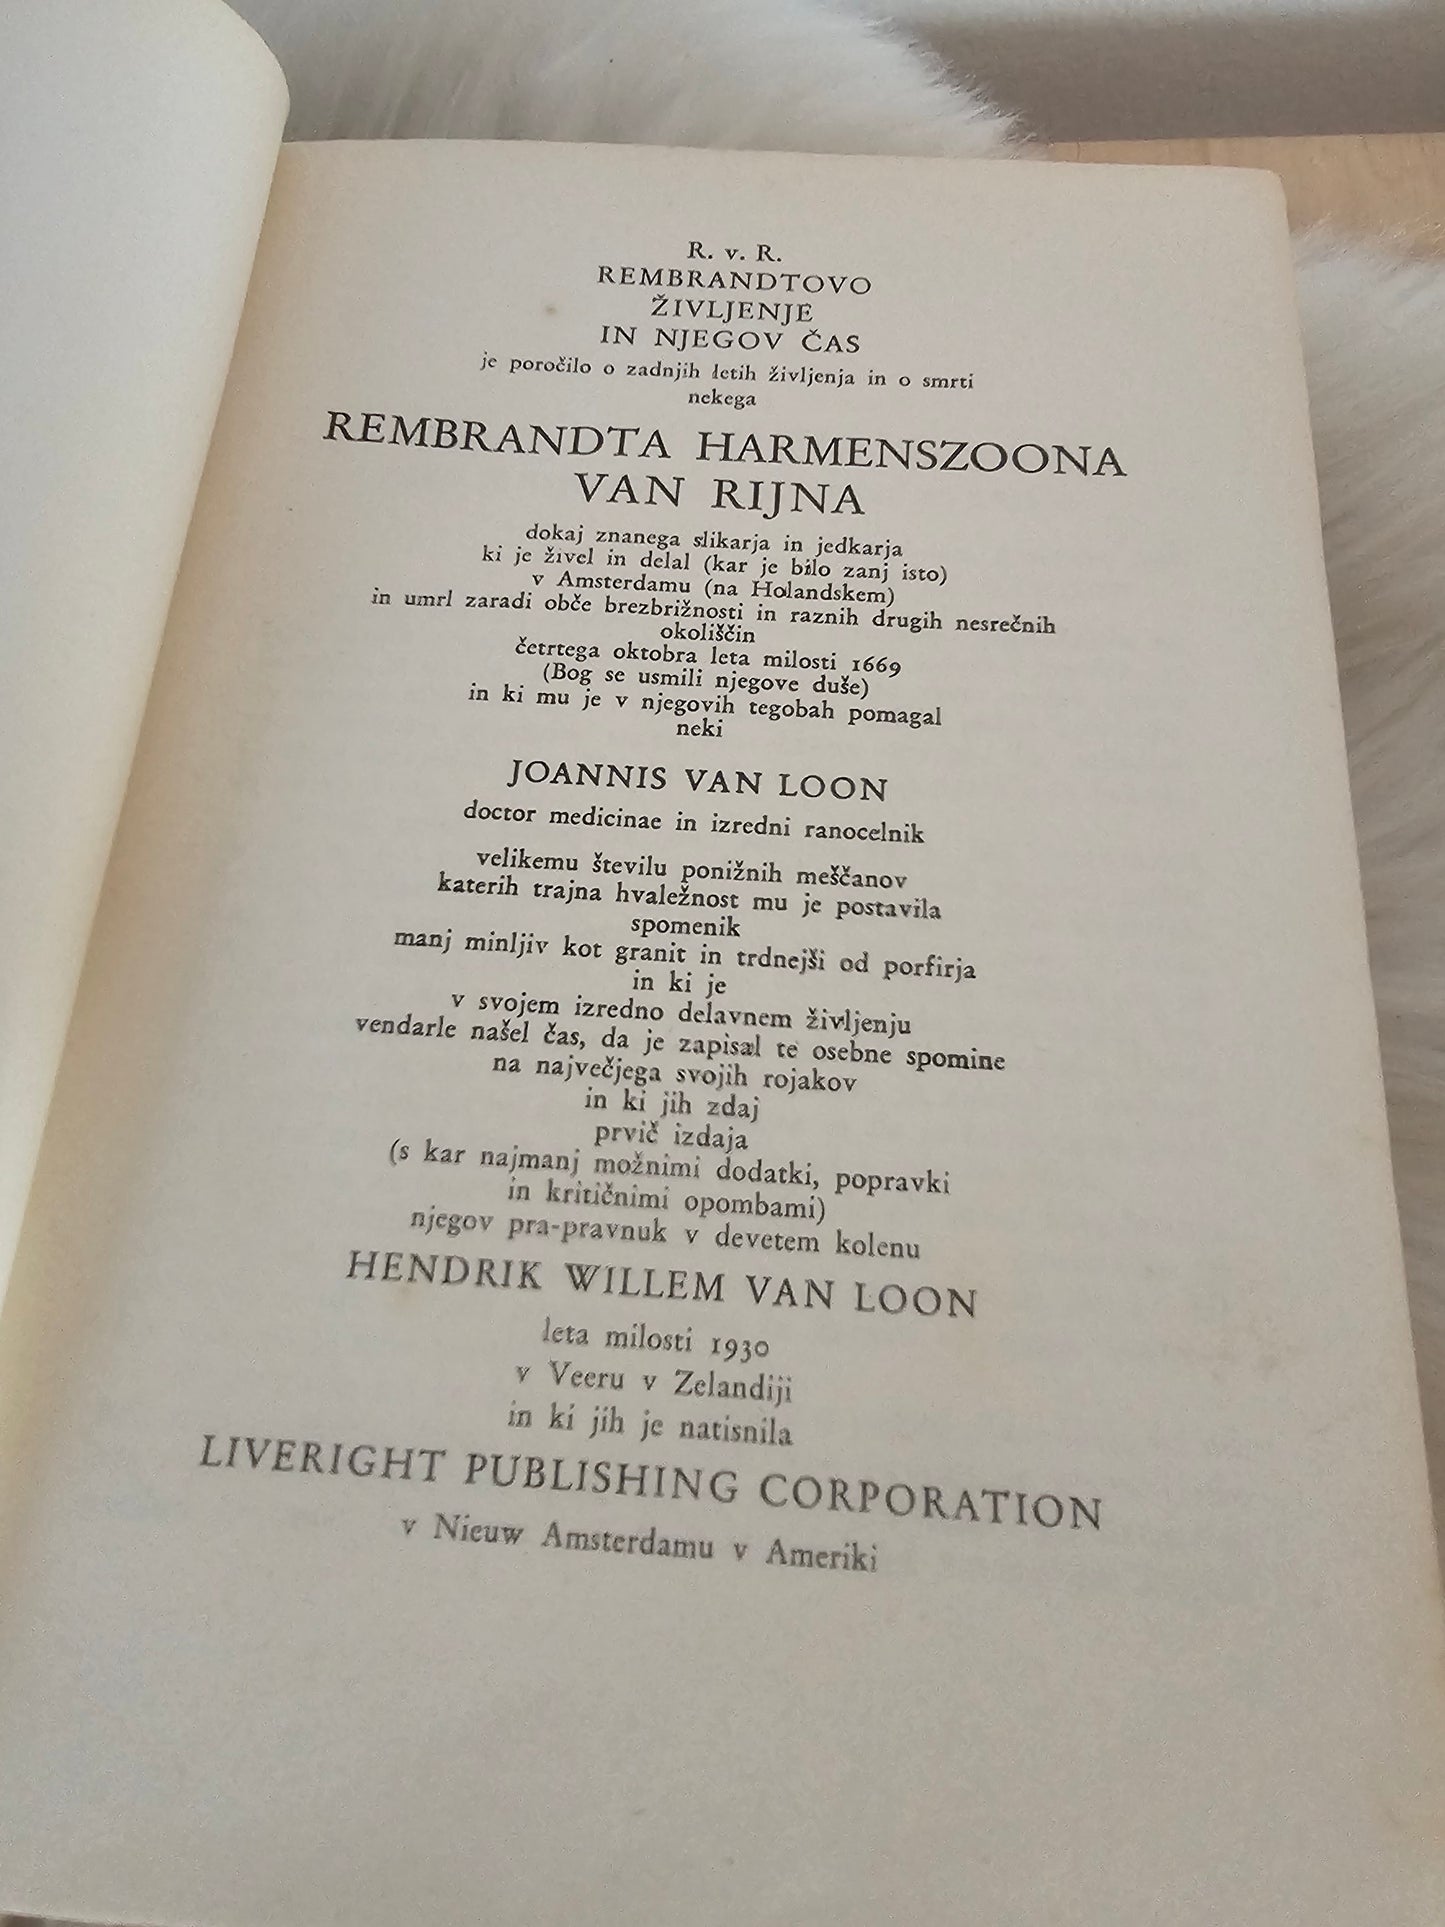 R. v. R.
REMBRANDTOVO
ŽIVLJENJE
IN NJEGOV ČAS
je poročilo o zadnjih letih življenja in o smrti
nekega
REMBRANDTA HARMENSZOONA
VAN RIJNA
dokaj znanega slikarja in jedkarja
ki je živel in delal (kar je bilo zanj isto)
v Amsterdamu (na Holandskem)
in umrl zaradi obče brezbrižnosti in raznih drugih nesrečnih
okoliščin
četrtega oktobra leta milosti 1669
(Bog se usmili njegove duše)
in ki mu je v njegovih tegobah pomagal
neki
JOANNIS VAN LOON
doctor medicinae in izredni ranocelnik
velikemu številu ponižnih meščanov
katerih trajna hvaležnost mu je postavila
spomenik
manj minljiv kot granit in trdnejši od porfirja
in ki je
v svojem izredno delavnem življenju
vendarle našel čas, da je zapisal te osebne spomine
na največjega svojih rojakov
in ki jih zdaj
prvič izdaja
(s kar najmanj možnimi dodatki, popravki
in kritičnimi opombami)
njegov pra-pravnuk v devetem kolenu
HENDRIK WILLEM VAN LOON
leta milosti 1930
v Veeru v Zelandiji
in ki jih je natisnila
LIVERIGHT PUBLISHING CORPORATION
v Nieuw Amsterdamu v Ameriki